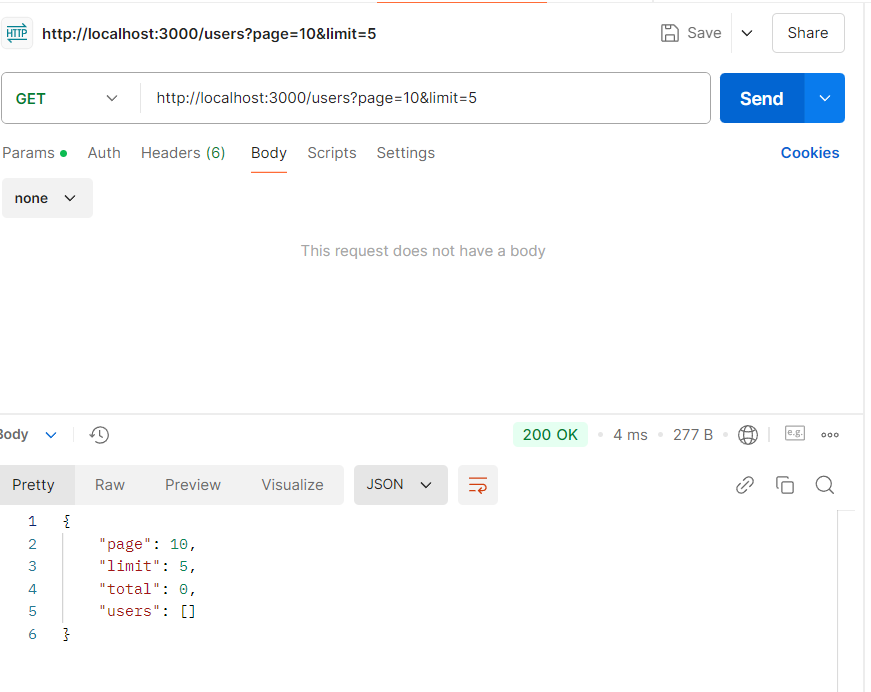 HTTP http://localhost:3000/users?page=10&limit=5 Save Share
GET http://localhost:3000/users?page=10&limit=5 Send
Params Auth Headers (6) Body Scripts Settings Cookies
none
This request does not have a body
Body 200 OK 4 ms 277 B e.g.
Pretty Raw Preview Visualize JSON
1 {
2 "page": 10,
3 "limit": 5,
4 "total": 0,
5 "users": []
6 }